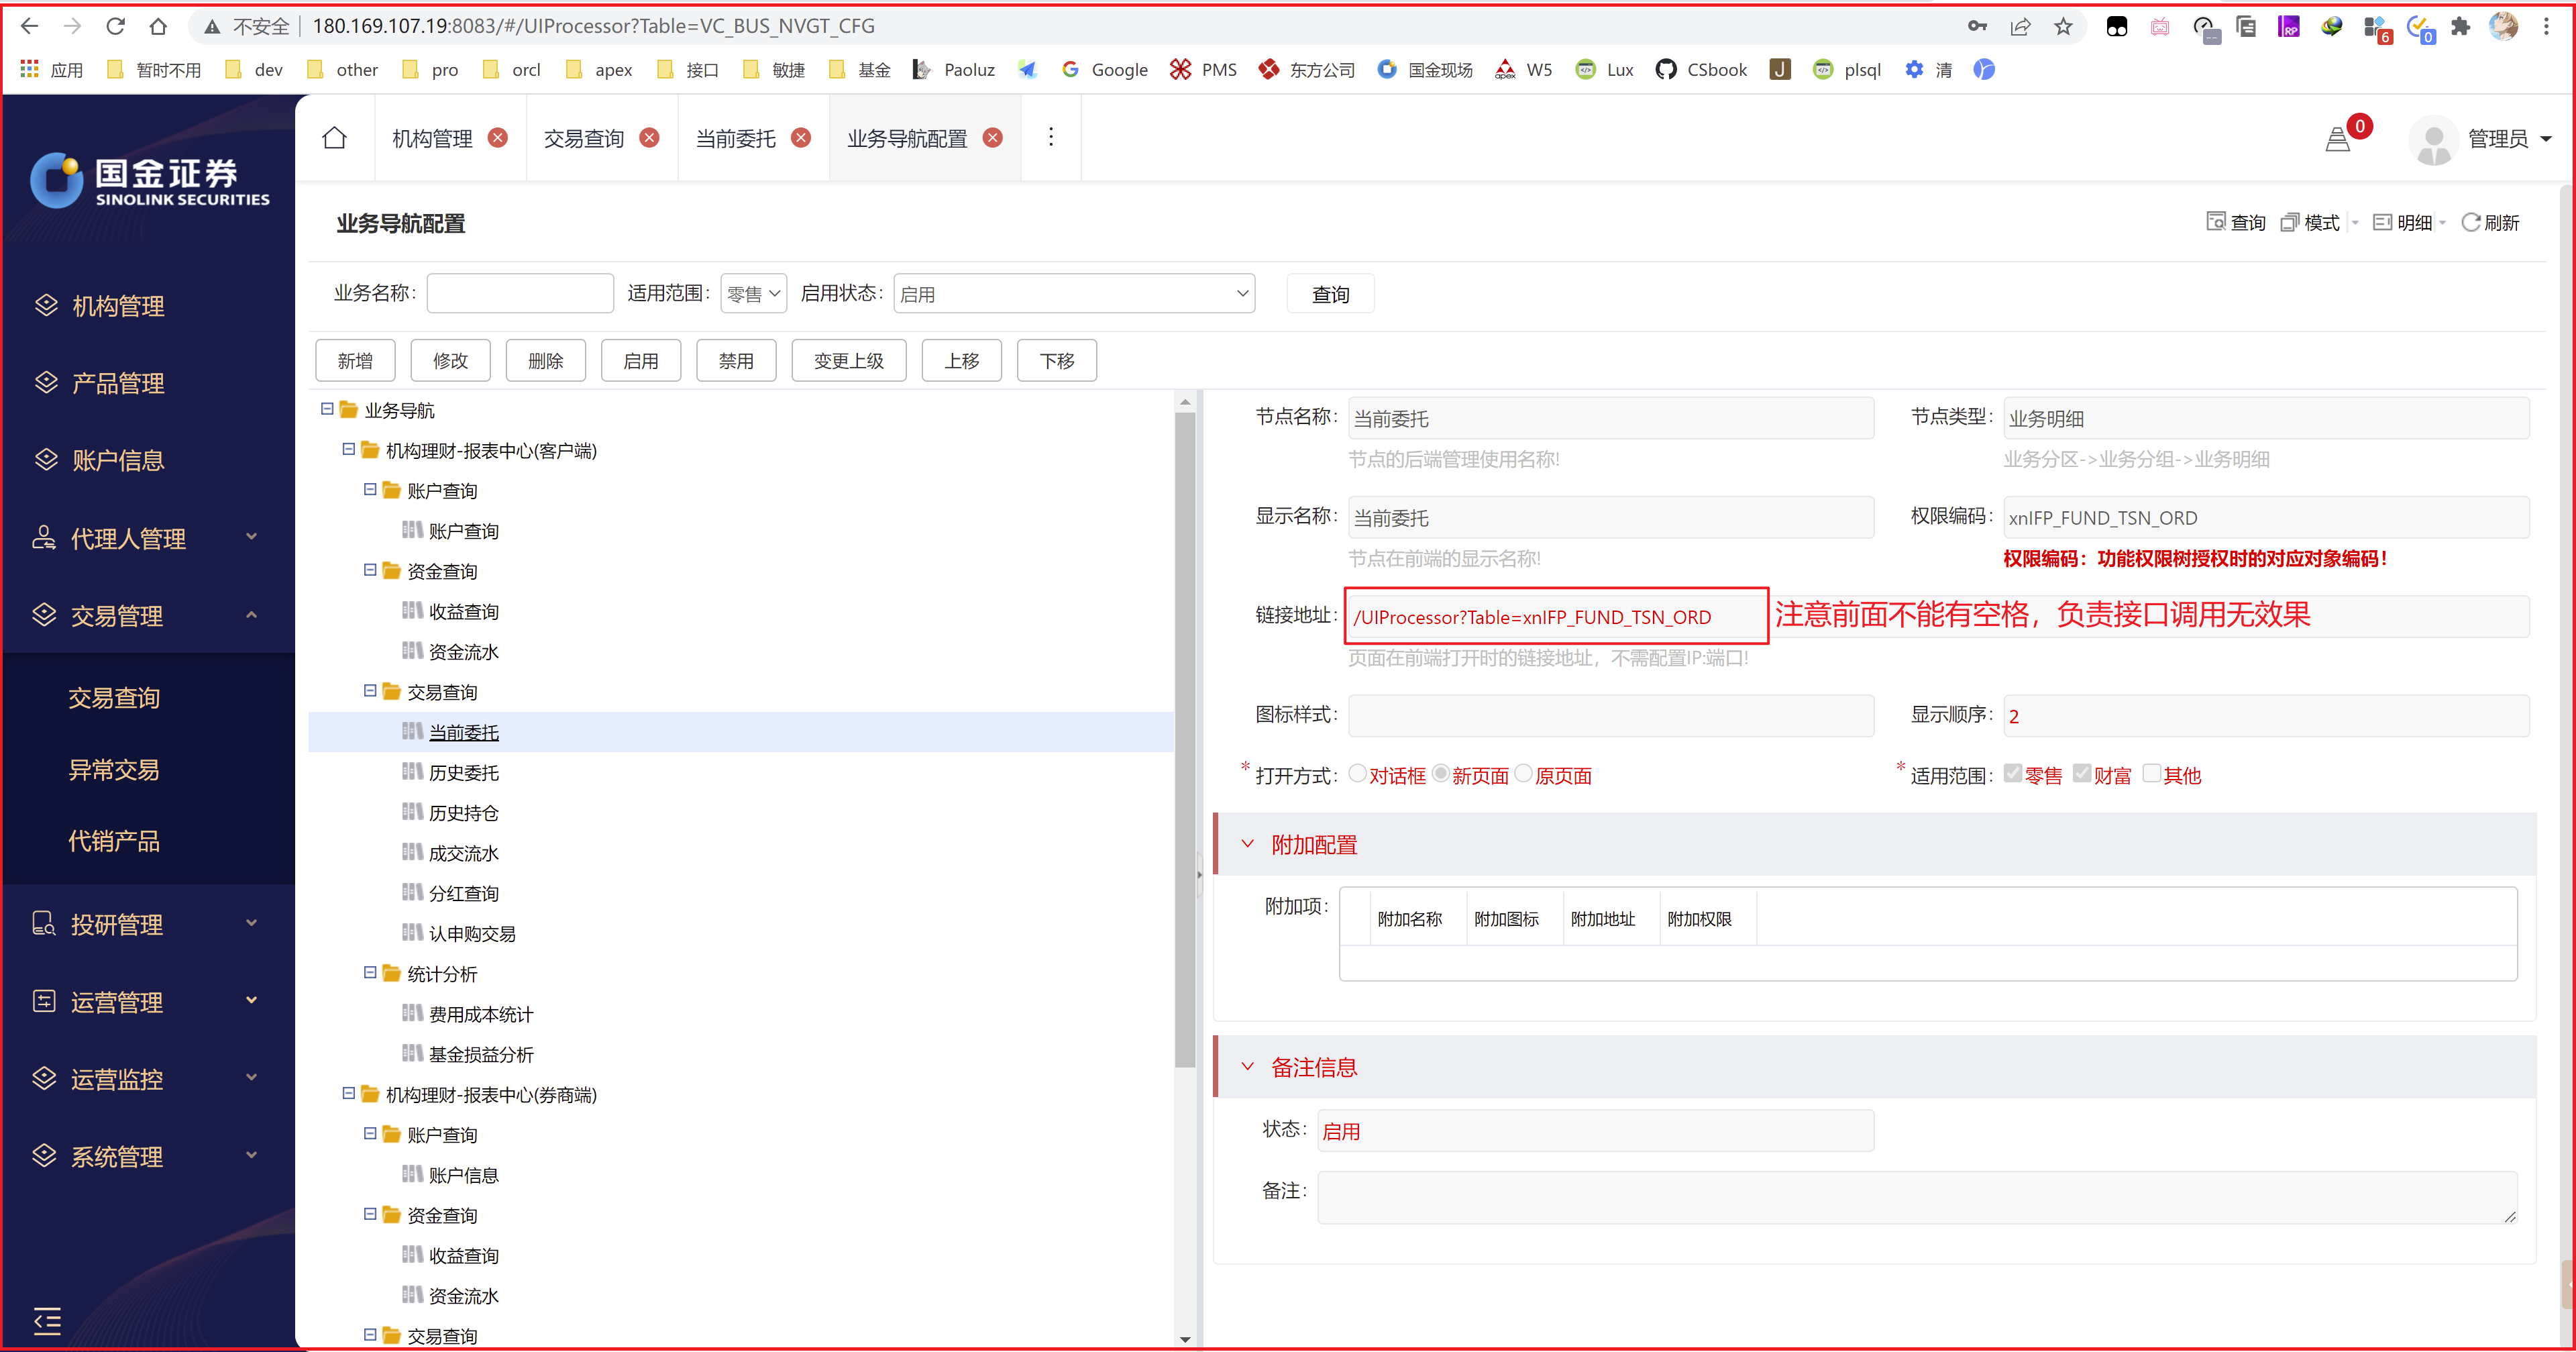 不安全 180.169.107.19:8083/#/UIProcessor?Table=VC_BUS_NVGT_CFG
RP 6 0
应用 暂时不用 dev other pro orcl apex 接口 敏捷 基金 Paoluz Google PMS 东方公司 国金现场 W5 Lux CSbook J plsql 清
国金证券
SINOLINK SECURITIES
机构管理
产品管理
账户信息
代理人管理
交易管理
交易查询
异常交易
代销产品
投研管理
运营管理
运营监控
系统管理
机构管理 交易查询 当前委托 业务导航配置 0 管理员
业务导航配置 查询 模式 明细 刷新
业务名称: 适用范围: 零售 启用状态: 启用 查询
新增 修改 删除 启用 禁用 变更上级 上移 下移
业务导航
机构理财-报表中心(客户端)
账户查询
账户查询
资金查询
收益查询
资金流水
交易查询
当前委托
历史委托
历史持仓
成交流水
分红查询
认申购交易
统计分析
费用成本统计
基金损益分析
机构理财-报表中心(券商端)
账户查询
账户信息
资金查询
收益查询
资金流水
交易查询
节点名称: 当前委托 节点类型: 业务明细
节点的后端管理使用名称! 业务分区->业务分组->业务明细
显示名称: 当前委托 权限编码: xnIFP_FUND_TSN_ORD
节点在前端的显示名称! 权限编码：功能权限树授权时的对应对象编码！
链接地址: /UIProcessor?Table=xnIFP_FUND_TSN_ORD 注意前面不能有空格，负责接口调用无效果
页面在前端打开时的链接地址，不需配置IP:端口!
图标样式: 显示顺序: 2
* 打开方式: 对话框 新页面 原页面 * 适用范围: 零售 财富 其他
附加配置
附加项: 附加名称 附加图标 附加地址 附加权限
备注信息
状态: 启用
备注: